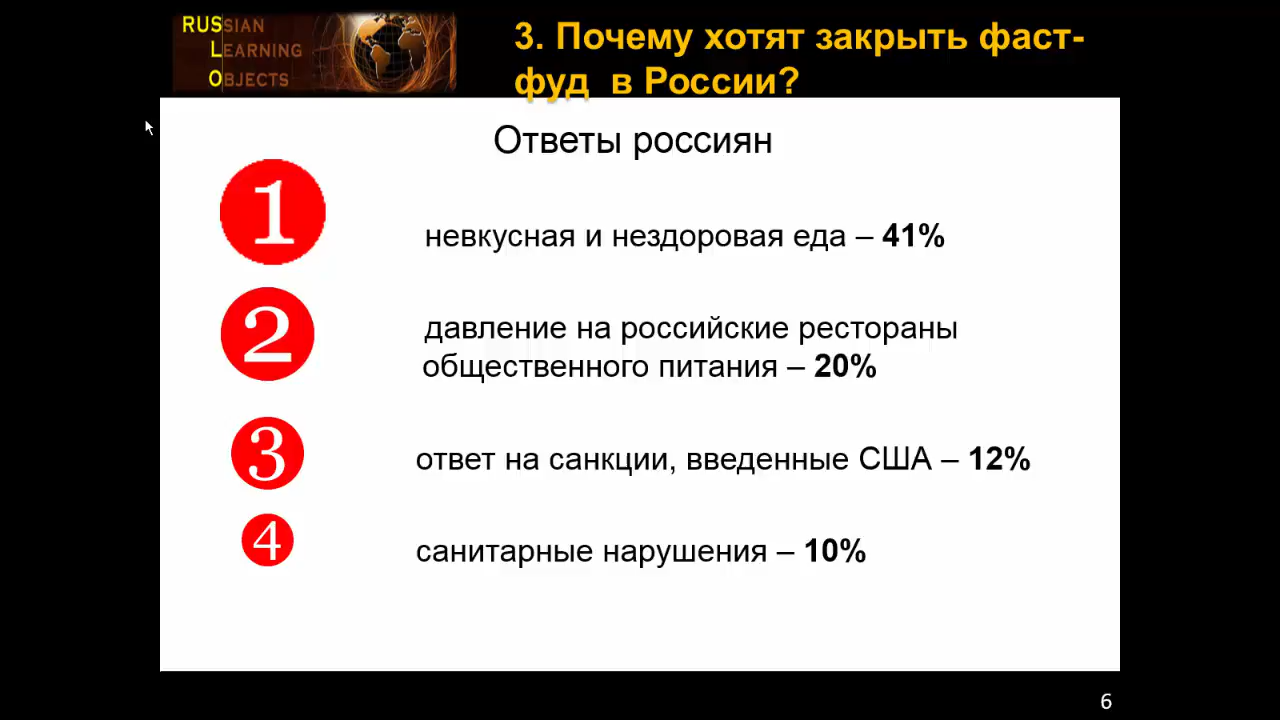 RUSSIAN
LEARNING
OBJECTS
3. Почему хотят закрыть фаст-
фуд в России?
Ответы россиян
1
невкусная и нездоровая еда – 41%
2
давление на российские рестораны
общественного питания – 20%
3
ответ на санкции, введенные США – 12%
4
санитарные нарушения – 10%
6